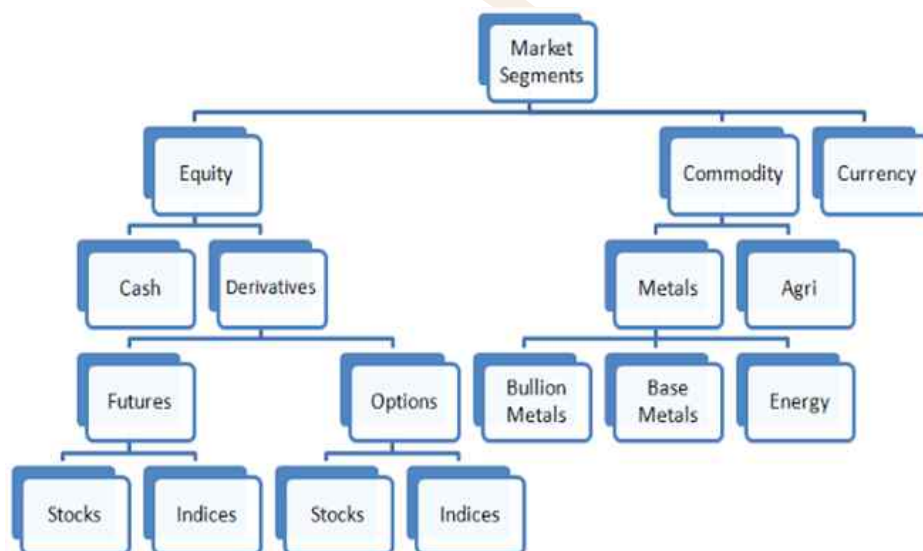 Market
Segments
Equity
Commodity
Currency
Cash
Derivatives
Metals
Agri
Futures
Options
Bullion
Metals
Base
Metals
Energy
Stocks
Indices
Stocks
Indices